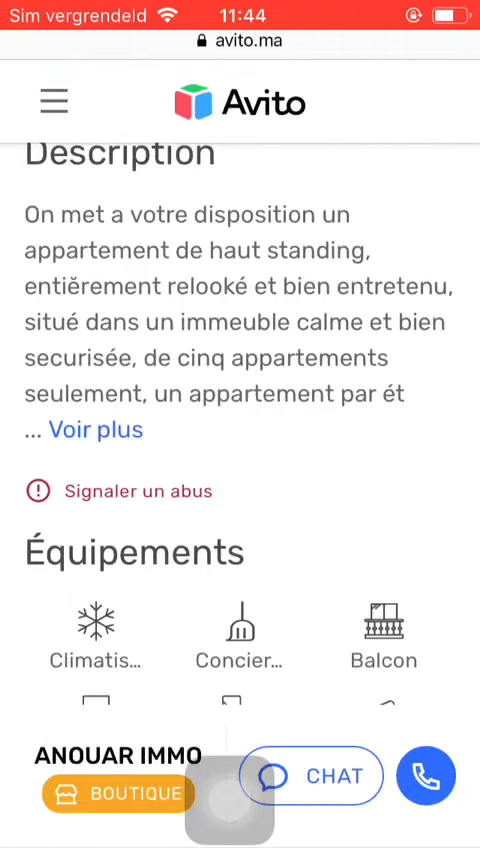 Sim vergrendeld
11:44
avito.ma
Avito
Description
On met a votre disposition un
appartement de haut standing,
entiĕrement relooké et bien entretenu,
situé dans un immeuble calme et bien
securisée, de cinq appartements
seulement, un appartement par ét
... Voir plus
Signaler un abus
Équipements
Climatis...
Concier...
Balcon
ANOUAR IMMO
BOUTIQUE
CHAT